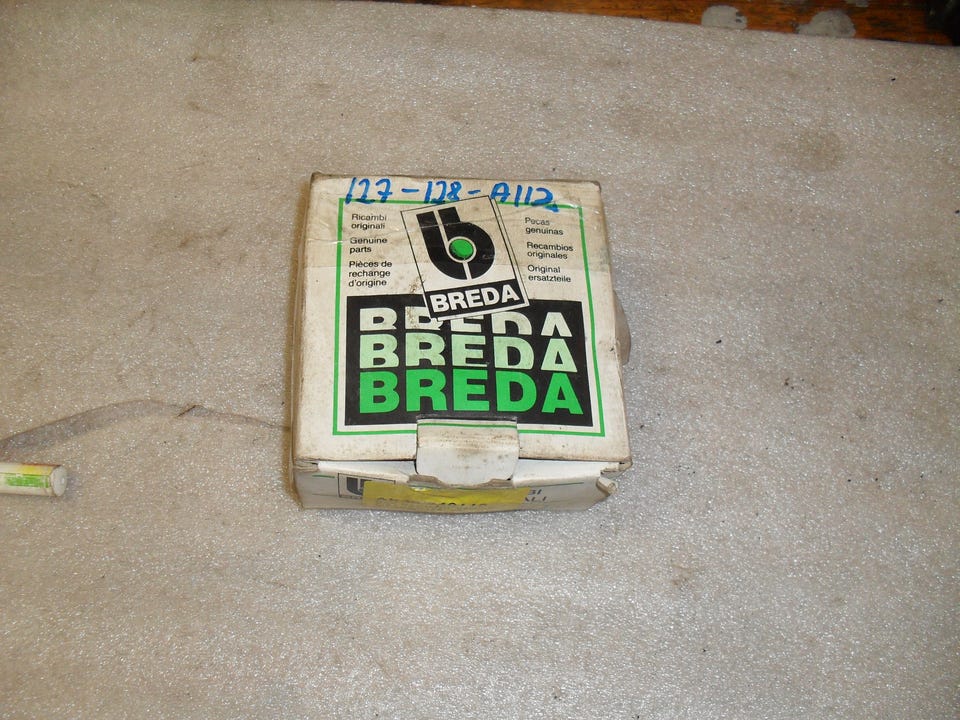 127-128-A112
Ricambi
originali
Genuine
parts
Pièces de
rechange
d'origine
Peças
genuinas
Recambios
originales
Original
ersatzteile
b
BREDA
BREDA
BREDA
BREDA